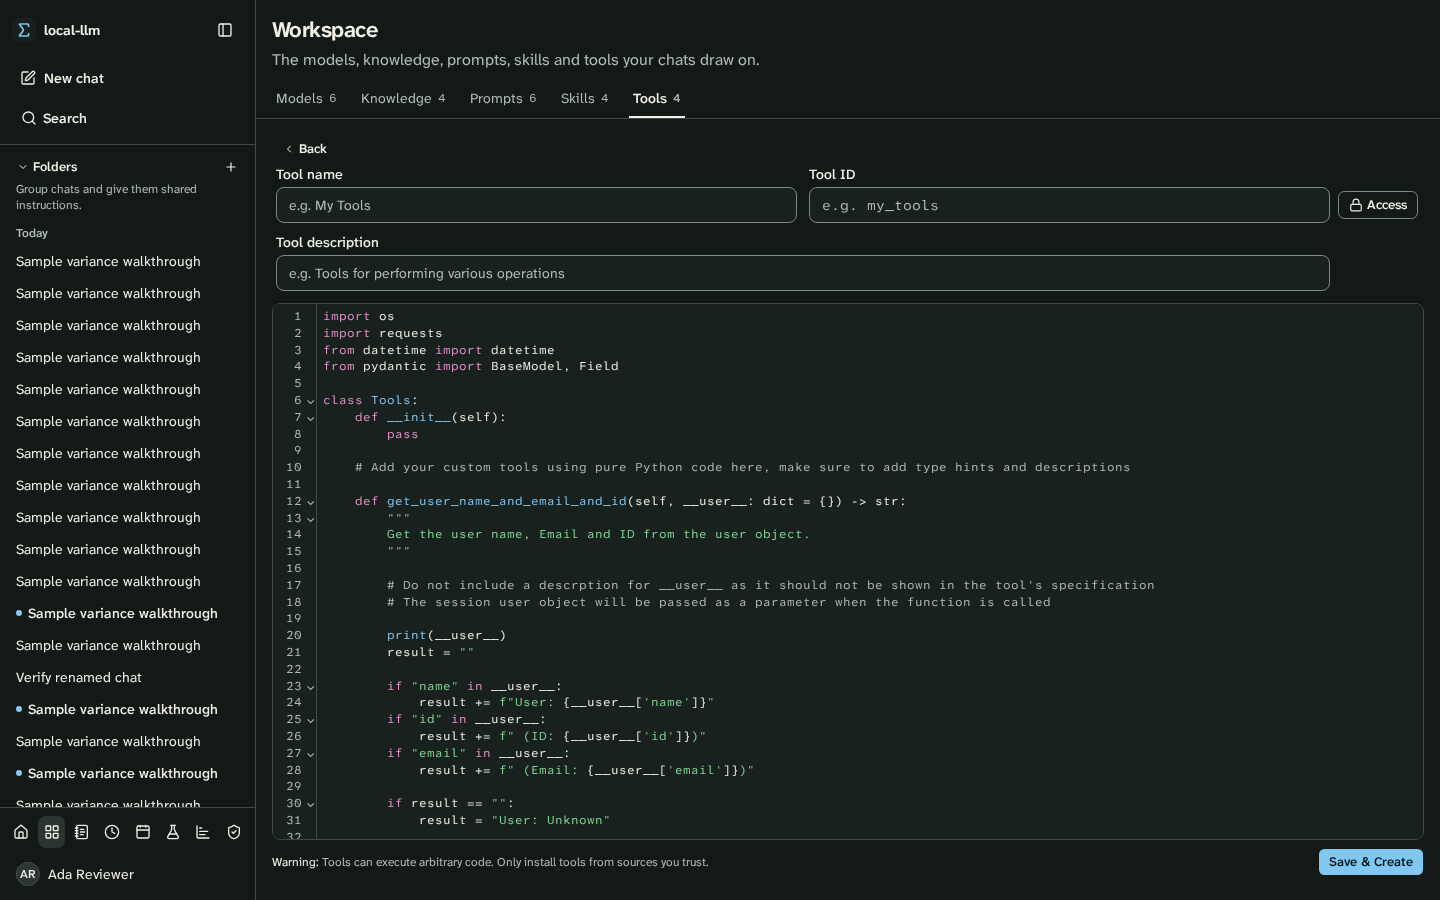 local-llm
New chat
Search
Folders
Group chats and give them shared
instructions.
Today
Sample variance walkthrough
Sample variance walkthrough
Sample variance walkthrough
Sample variance walkthrough
Sample variance walkthrough
Sample variance walkthrough
Sample variance walkthrough
Sample variance walkthrough
Sample variance walkthrough
Sample variance walkthrough
Sample variance walkthrough
Sample variance walkthrough
Sample variance walkthrough
Verify renamed chat
Sample variance walkthrough
Sample variance walkthrough
Sample variance walkthrough
Sample variance walkthrough
AR Ada Reviewer
Workspace
The models, knowledge, prompts, skills and tools your chats draw on.
Models 6 Knowledge 4 Prompts 6 Skills 4 Tools 4
Back
Tool name
e.g. My Tools
Tool ID
e.g. my_tools
Access
Tool description
e.g. Tools for performing various operations
1 import os
2 import requests
3 from datetime import datetime
4 from pydantic import BaseModel, Field
5
6 class Tools:
7     def __init__(self):
8         pass
9
10     # Add your custom tools using pure Python code here, make sure to add type hints and descriptions
11
12     def get_user_name_and_email_and_id(self, __user__: dict = {}) -> str:
13         """
14         Get the user name, Email and ID from the user object.
15         """
16
17         # Do not include a descrption for __user__ as it should not be shown in the tool's specification
18         # The session user object will be passed as a parameter when the function is called
19
20         print(__user__)
21         result = ""
22
23         if "name" in __user__:
24             result += f"User: {__user__['name']}"
25         if "id" in __user__:
26             result += f" (ID: {__user__['id']})"
27         if "email" in __user__:
28             result += f" (Email: {__user__['email']})"
29
30         if result == "":
31             result = "User: Unknown"
32
Warning: Tools can execute arbitrary code. Only install tools from sources you trust.
Save & Create